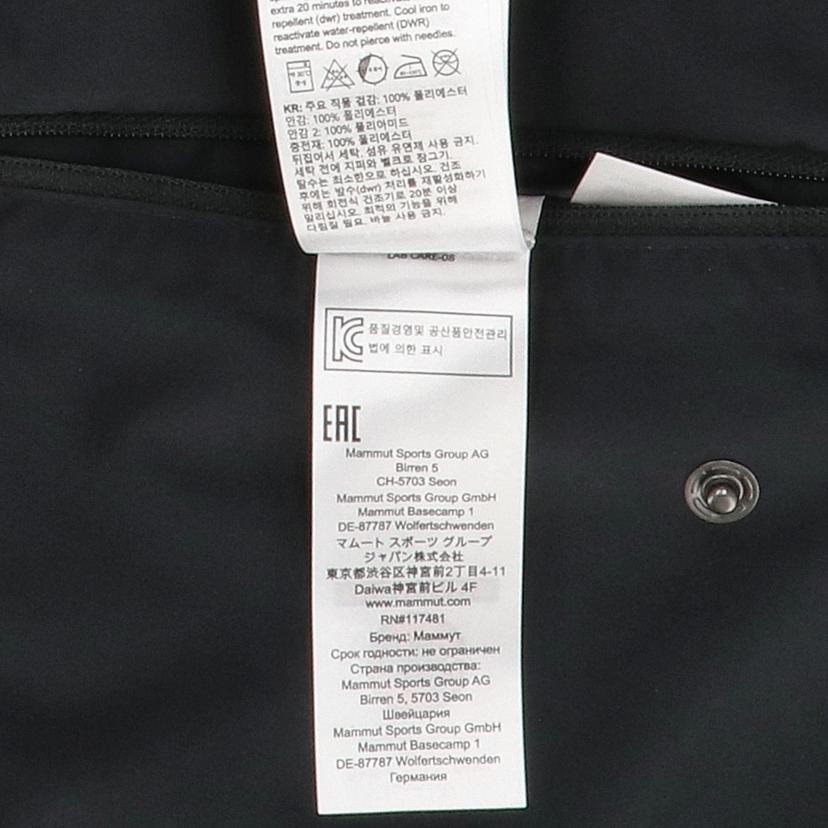 extra 20 minutes to reactivate
repellent (dwr) treatment. Cool iron to
reactivate water-repellent (DWR)
treatment. Do not pierce with needles.
KR: 주요 직물 겉감: 100% 폴리에스터
안감: 100% 폴리에스터
안감 2: 100% 폴리아미드
충전재: 100% 폴리에스터
뒤집어서 세탁. 섬유 유연제 사용 금지.
세탁 전에 지퍼와 벨크로 잠그기.
탈수는 최소한으로 하십시오. 건조
후에는 발수(dwr) 처리를 재활성화하기
위해 회전식 건조기로 20분 이상
말리십시오. 최적의 기능을 위해
다림질 필요. 바늘 사용 금지.
LAB CARE-08
KC 품질경영및 공산품안전관리
법에 의한 표시
EAC
Mammut Sports Group AG
Birren 5
CH-5703 Seon
Mammut Sports Group GmbH
Mammut Basecamp 1
DE-87787 Wolfertschwenden
マムート スポーツ グループ
ジャパン株式会社
東京都渋谷区神宮前2丁目4-11
Daiwa神宮前ビル 4F
www.mammut.com
RN#117481
Бренд: Маммут
Срок годности: не ограничен
Страна производства:
Mammut Sports Group AG
Birren 5, 5703 Seon
Швейцария
Mammut Sports Group GmbH
Mammut Basecamp 1
DE-87787 Wolfertschwenden
Германия